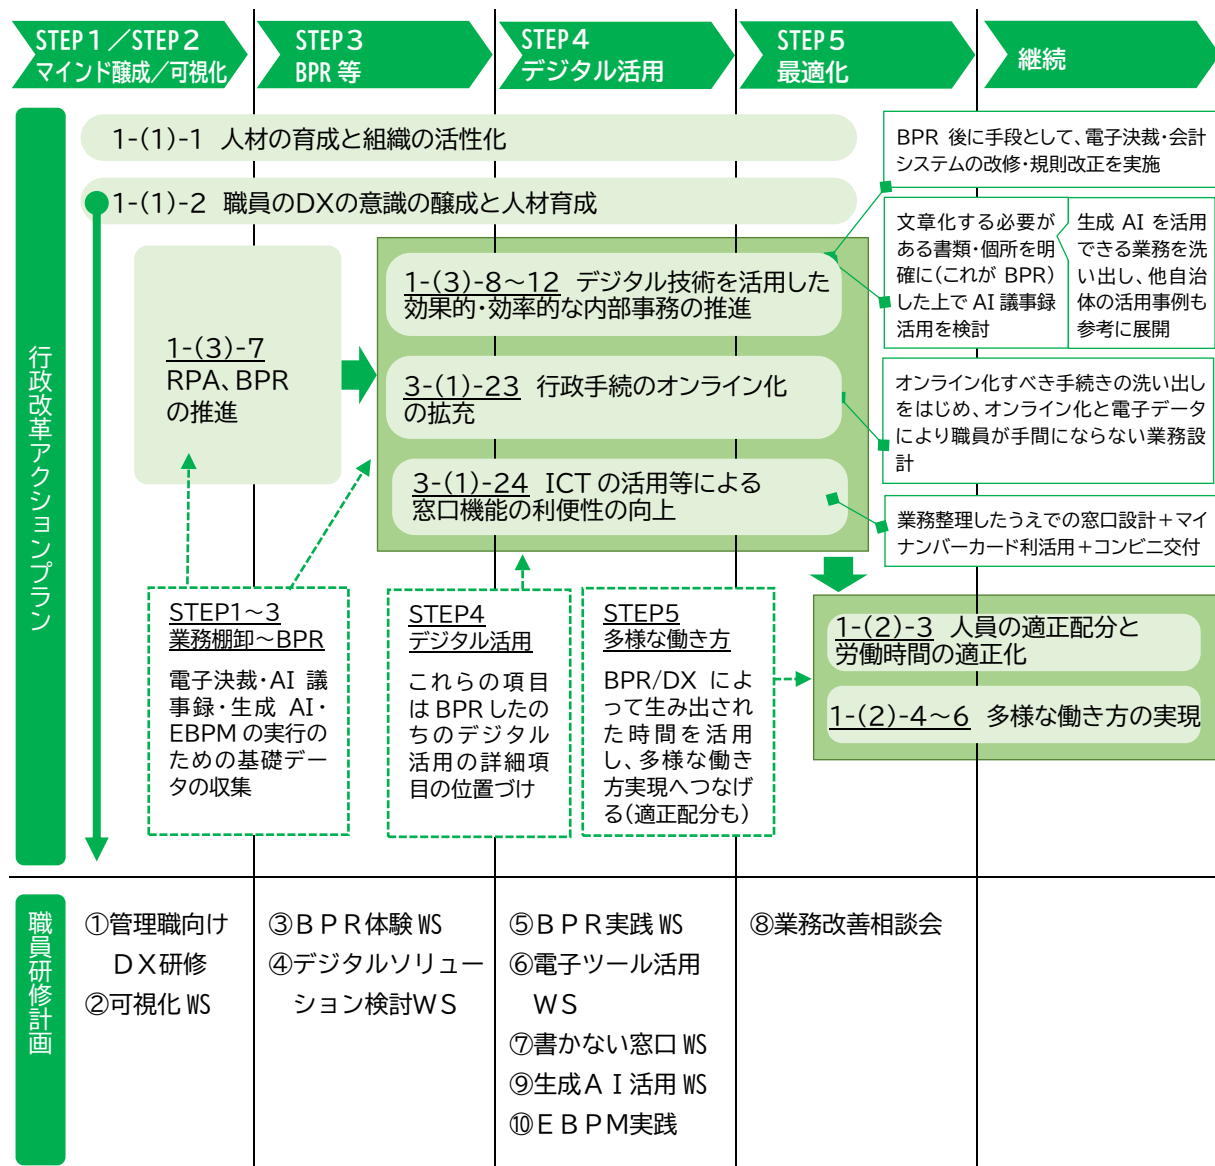 STEP１／STEP２
マインド醸成／可視化
STEP３
BPR 等
STEP４
デジタル活用
STEP５
最適化
継続
行政改革アクションプラン
1-(1)-1 人材の育成と組織の活性化
1-(1)-2 職員のDXの意識の醸成と人材育成
1-(3)-7
RPA、BPR
の推進
1-(3)-8～12 デジタル技術を活用した
効果的・効率的な内部事務の推進
3-(1)-23 行政手続のオンライン化
の拡充
3-(1)-24 ICT の活用等による
窓口機能の利便性の向上
BPR 後に手段として、電子決裁・会計
システムの改修・規則改正を実施
文章化する必要が
ある書類・個所を明
確に(これが BPR)
した上で AI 議事録
活用を検討
生成 AI を活用
できる業務を洗
い出し、他自治
体の活用事例も
参考に展開
オンライン化すべき手続きの洗い出し
をはじめ、オンライン化と電子データ
により職員が手間にならない業務設
計
業務整理したうえでの窓口設計＋マイ
ナンバーカード利活用＋コンビニ交付
STEP1～3
業務棚卸～BPR
電子決裁・AI 議
事録・生成 AI・
EBPM の実行の
ための基礎デー
タの収集
STEP4
デジタル活用
これらの項目
は BPR したの
ちのデジタル
活用の詳細項
目の位置づけ
STEP5
多様な働き方
BPR/DX によ
って生み出され
た時間を活用
し、多様な働き
方実現へつなげ
る(適正配分も)
1-(2)-3 人員の適正配分と
労働時間の適正化
1-(2)-4～6 多様な働き方の実現
職員研修計画
①管理職向け
ＤＸ研修
②可視化 WS
③ＢＰＲ体験 WS
④デジタルソリュー
ション検討ＷＳ
⑤ＢＰＲ実践 WS
⑥電子ツール活用
ＷＳ
⑦書かない窓口 WS
⑨生成ＡＩ活用 WS
⑩ＥＢＰＭ実践
⑧業務改善相談会